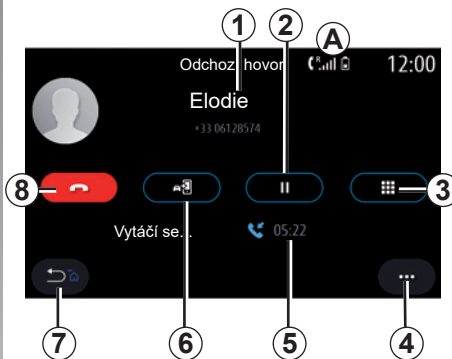 1 2 A
Odchozí hovor R 12:00
Elodie
+33 06128574
8 3
Vytáčí se... 05:22
7 6 5 4